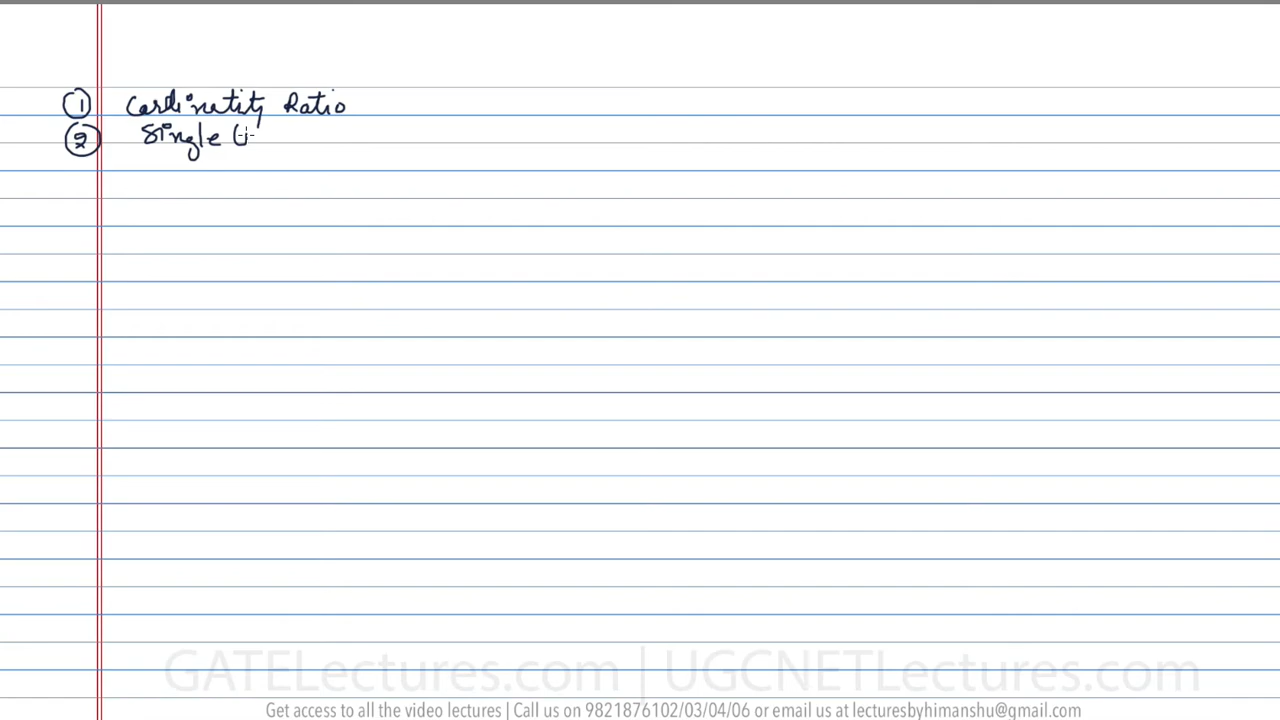 ① Cardinality Ratio
② Single
GATELectures.com | UGCNETLectures.com
Get access to all the video lectures | Call us on 9821876102/03/04/06 or email us at lecturesbyhimanshu@gmail.com